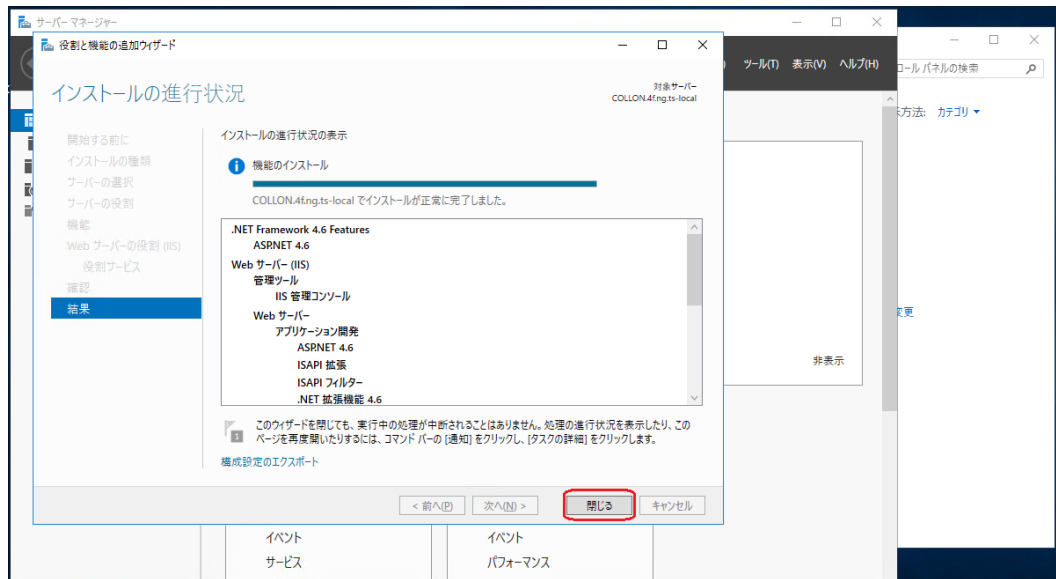 サーバー マネージャー
役割と機能の追加ウィザード
ツール(T) 表示(V) ヘルプ(H)
ロール パネルの検索
インストールの進行状況
対象サーバー
COLLON.4f.ng.ts-local
方法: カテゴリ
開始する前に
インストールの種類
サーバーの選択
サーバーの役割
機能
Web サーバーの役割 (IIS)
役割サービス
確認
結果
インストールの進行状況の表示
機能のインストール
COLLON.4f.ng.ts-local でインストールが正常に完了しました。
.NET Framework 4.6 Features
ASP.NET 4.6
Web サーバー (IIS)
管理ツール
IIS 管理コンソール
Web サーバー
アプリケーション開発
ASP.NET 4.6
ISAPI 拡張
ISAPI フィルター
.NET 拡張機能 4.6
変更
非表示
1
このウィザードを閉じても、実行中の処理が中断されることはありません。処理の進行状況を表示したり、この
ページを再度開いたりするには、コマンド バーの [通知] をクリックし、[タスクの詳細] をクリックします。
構成設定のエクスポート
< 前へ(P) 次へ(N) > 閉じる キャンセル
イベント イベント
サービス パフォーマンス